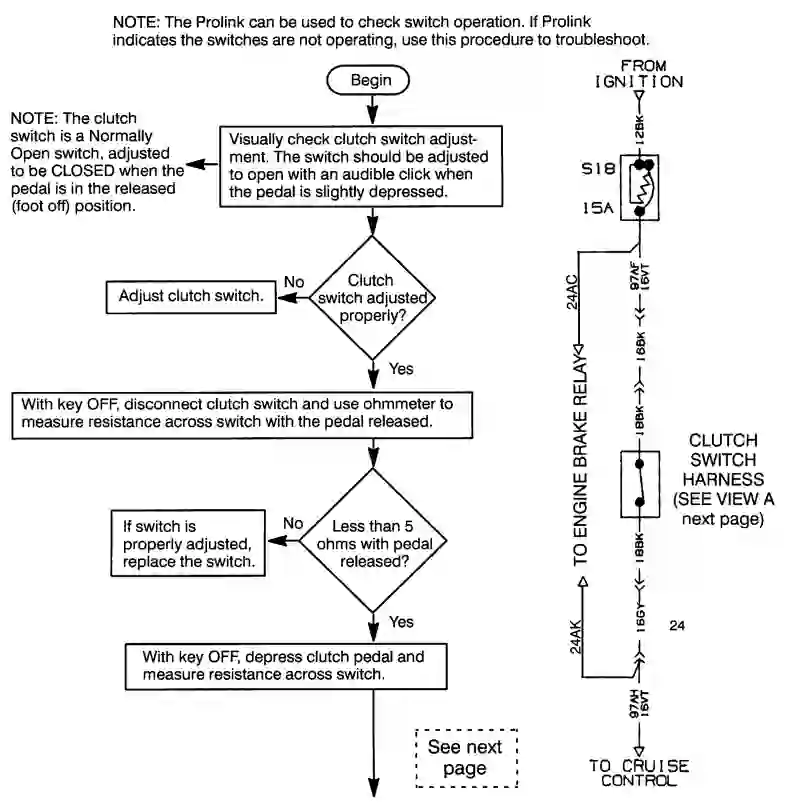 NOTE: The Prolink can be used to check switch operation. If Prolink
indicates the switches are not operating, use this procedure to troubleshoot.
Begin
NOTE: The clutch
switch is a Normally
Open switch, adjusted
to be CLOSED when the
pedal is in the released
(foot off) position.
Visually check clutch switch adjust-
ment. The switch should be adjusted
to open with an audible click when
the pedal is slightly depressed.
Clutch
switch adjusted
properly?
No
Adjust clutch switch.
Yes
With key OFF, disconnect clutch switch and use ohmmeter to
measure resistance across switch with the pedal released.
Less than 5
ohms with pedal
released?
No
If switch is
properly adjusted,
replace the switch.
Yes
With key OFF, depress clutch pedal and
measure resistance across switch.
See next
page
FROM
IGNITION
12BK
S18
15A
24AC
97AF
16VT
16BK
18BK
TO ENGINE BRAKE RELAY
CLUTCH
SWITCH
HARNESS
(SEE VIEW A
next page)
18BK
16GY
24
24AK
97AH
16VT
TO CRUISE
CONTROL